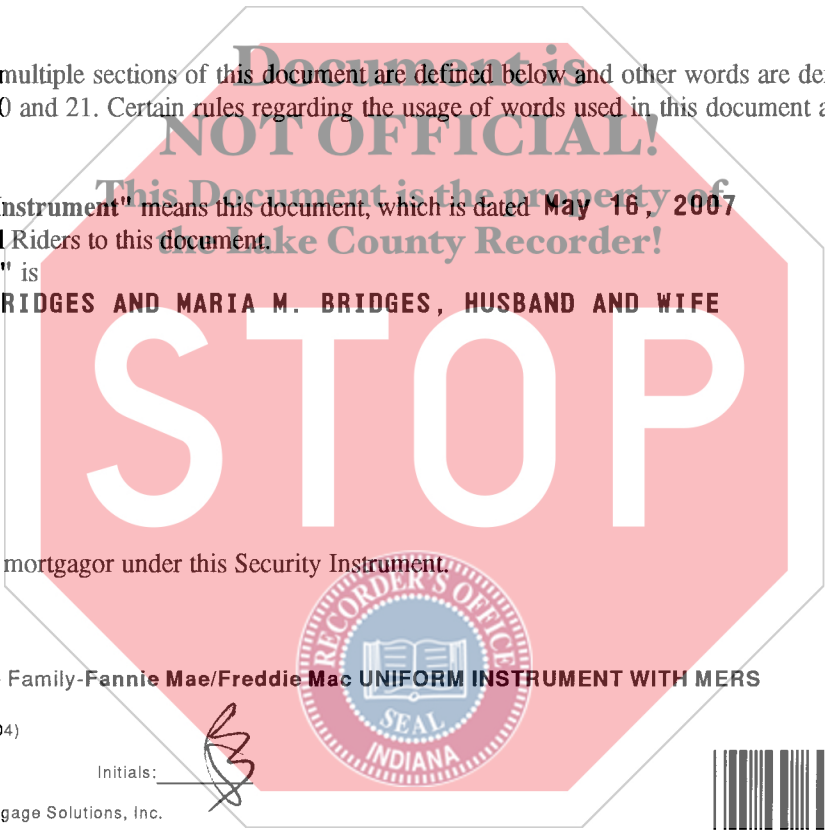 Document is
multiple sections of this document are defined below and other words are de
0 and 21. Certain rules regarding the usage of words used in this document a
NOT OFFICIAL!
This Document is the property of
nstrument" means this document, which is dated May 16, 2007
the Lake County Recorder!
l Riders to this document.
" is
RIDGES AND MARIA M. BRIDGES, HUSBAND AND WIFE
STOP
mortgagor under this Security Instrument.
RECORDER'S OFFICE
SEAL
INDIANA
Family-Fannie Mae/Freddie Mac UNIFORM INSTRUMENT WITH MERS
04)
Initials:
gage Solutions, Inc.